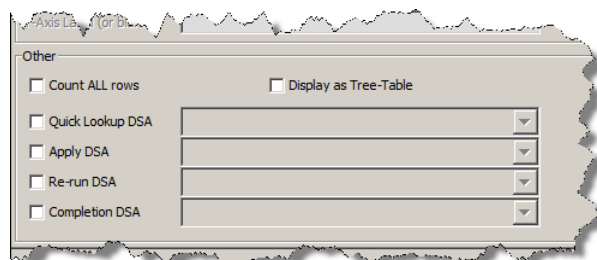 Other
Count ALL rows Display as Tree-Table
Quick Lookup DSA
Apply DSA
Re-run DSA
Completion DSA